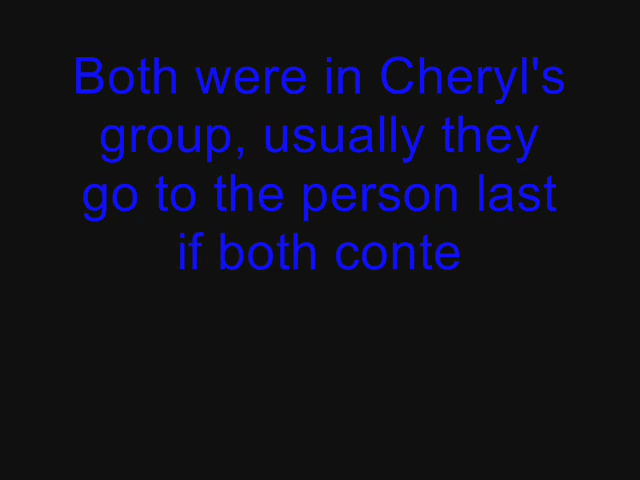 Both were in Cheryl's
group, usually they
go to the person last
if both conte